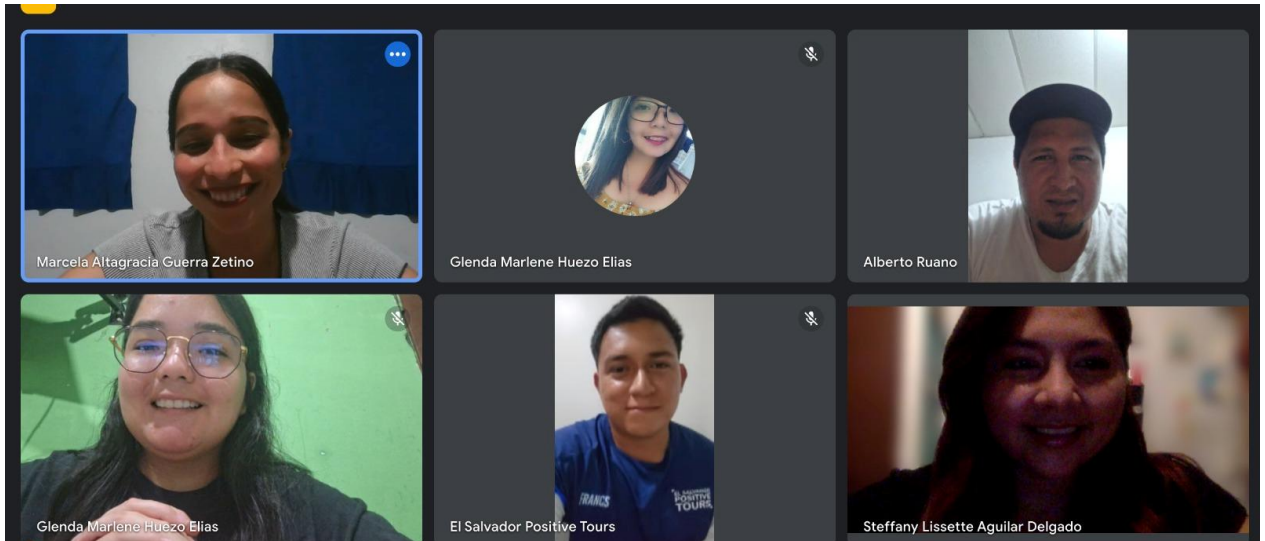 Marcela Altagracia Guerra Zetino
Glenda Marlene Huezo Elias
Alberto Ruano
Glenda Marlene Huezo Elias
FRANCS
EL SALVADOR
POSITIVE
TOURS
El Salvador Positive Tours
Steffany Lissette Aguilar Delgado